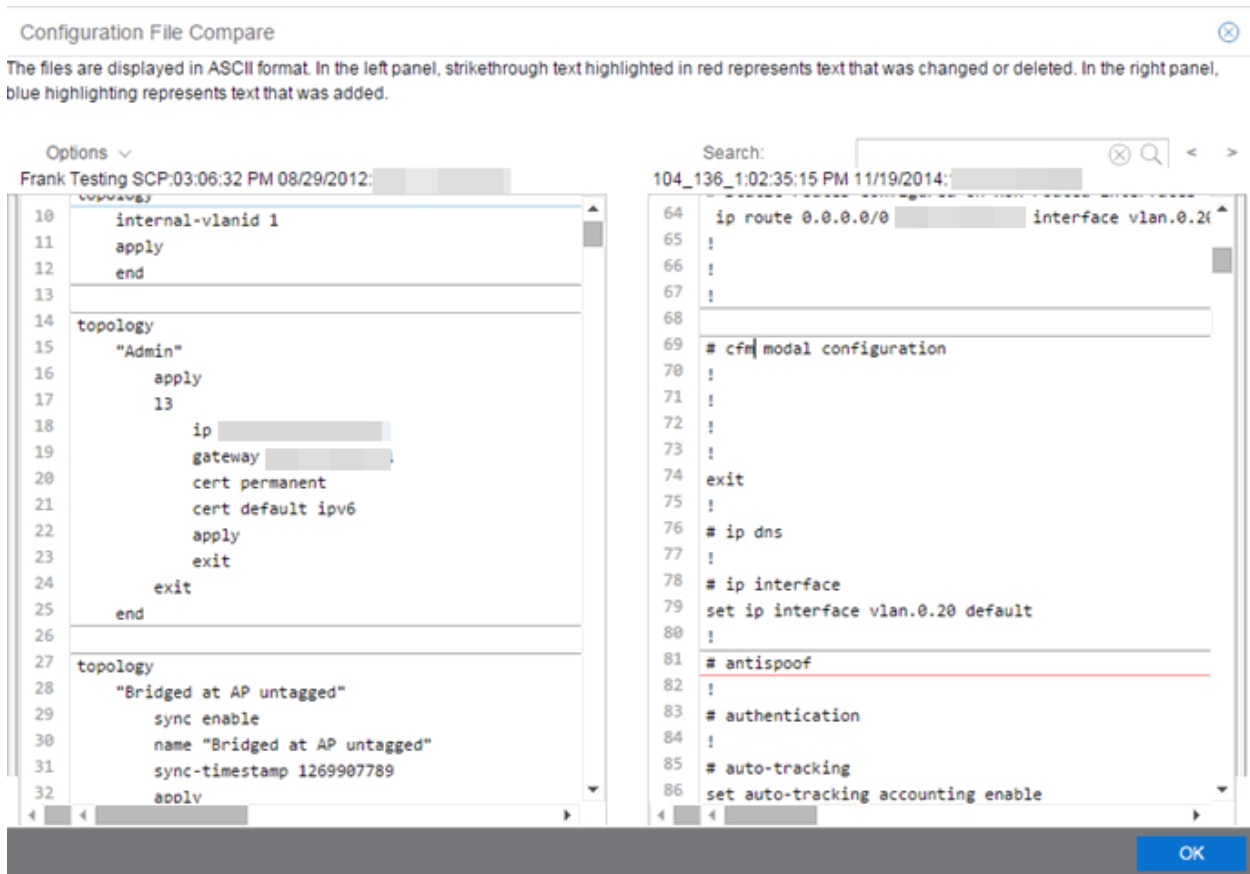 Configuration File Compare
The files are displayed in ASCII format. In the left panel, strikethrough text highlighted in red represents text that was changed or deleted. In the right panel,
blue highlighting represents text that was added.
Options
Search:
< >
Frank Testing SCP:03:06:32 PM 08/29/2012:
topology
10 internal-vlanid 1
11 apply
12 end
13
14 topology
15 "Admin"
16 apply
17 l3
18 ip
19 gateway
20 cert permanent
21 cert default ipv6
22 apply
23 exit
24 exit
25 end
26
27 topology
28 "Bridged at AP untagged"
29 sync enable
30 name "Bridged at AP untagged"
31 sync-timestamp 1269907789
32 apply
104_136_1:02:35:15 PM 11/19/2014:
64 ip route 0.0.0.0/0 interface vlan.0.20
65 !
66 !
67 !
68
69 # cfm modal configuration
70 !
71 !
72 !
73 !
74 exit
75 !
76 # ip dns
77 !
78 # ip interface
79 set ip interface vlan.0.20 default
80 !
81 # antispoof
82 !
83 # authentication
84 !
85 # auto-tracking
86 set auto-tracking accounting enable
OK